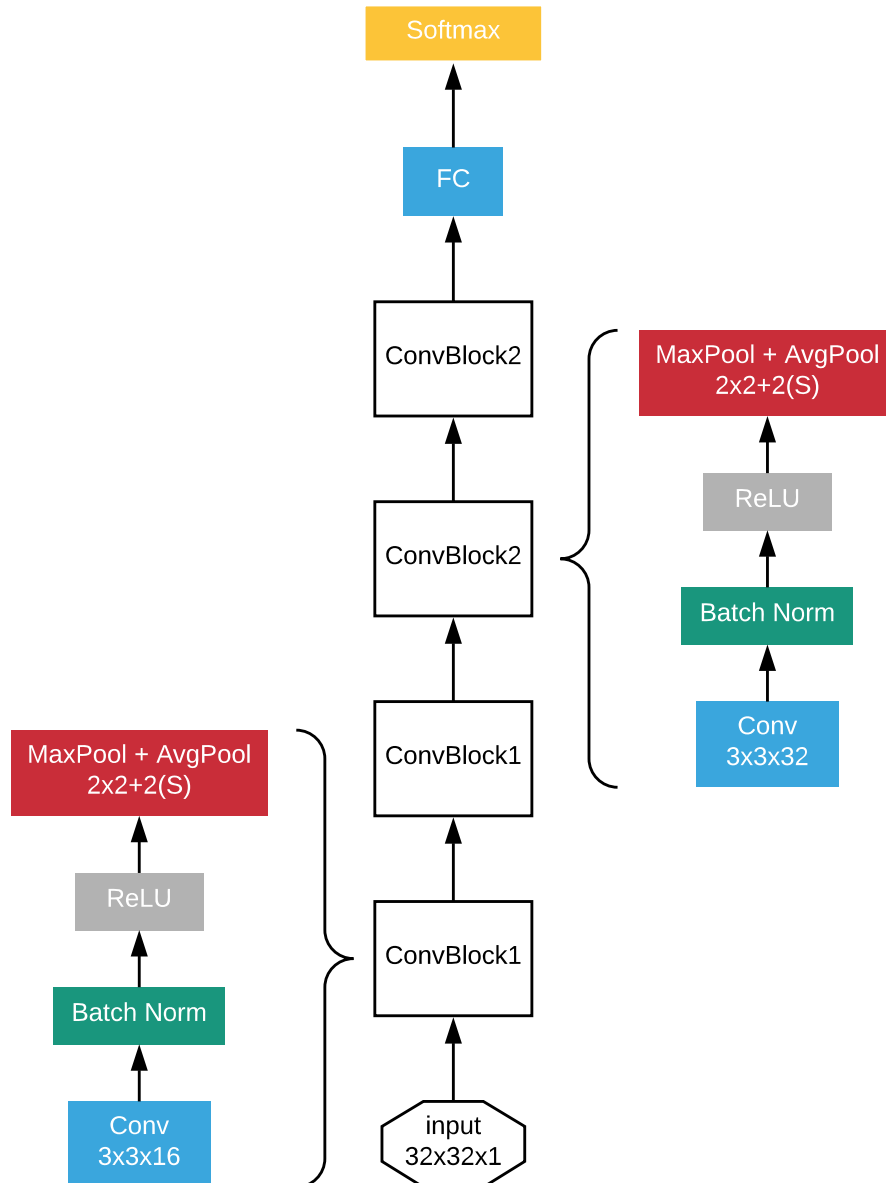 Softmax
FC
ConvBlock2
MaxPool + AvgPool
2x2+2(S)
ReLU
ConvBlock2
Batch Norm
Conv
3x3x32
ConvBlock1
MaxPool + AvgPool
2x2+2(S)
ReLU
ConvBlock1
Batch Norm
Conv
3x3x16
input
32x32x1